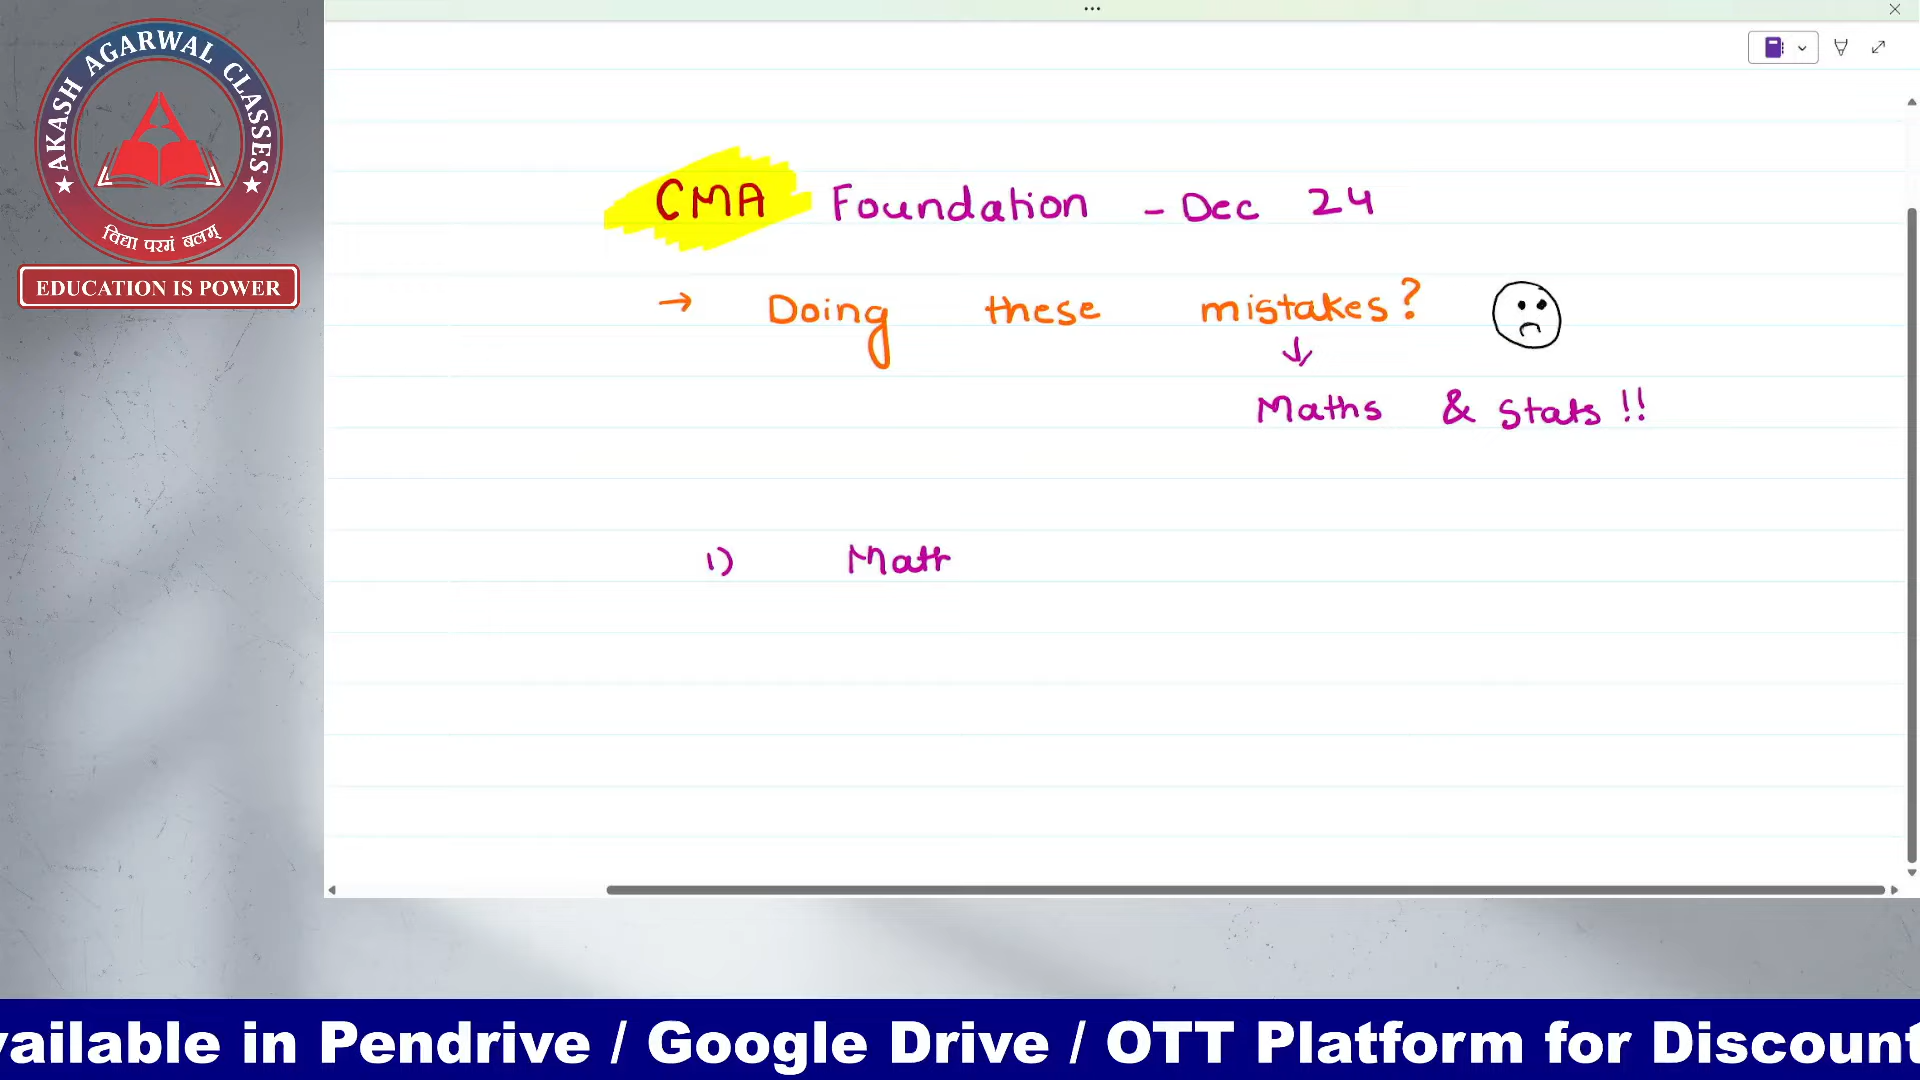 AKASH AGARWAL CLASSES
विद्या परमं बलम्
EDUCATION IS POWER
CMA Foundation - Dec 24
→ Doing these mistakes?
↓
Maths & Stats !!
1) Math
vailable in Pendrive / Google Drive / OTT Platform for Discount